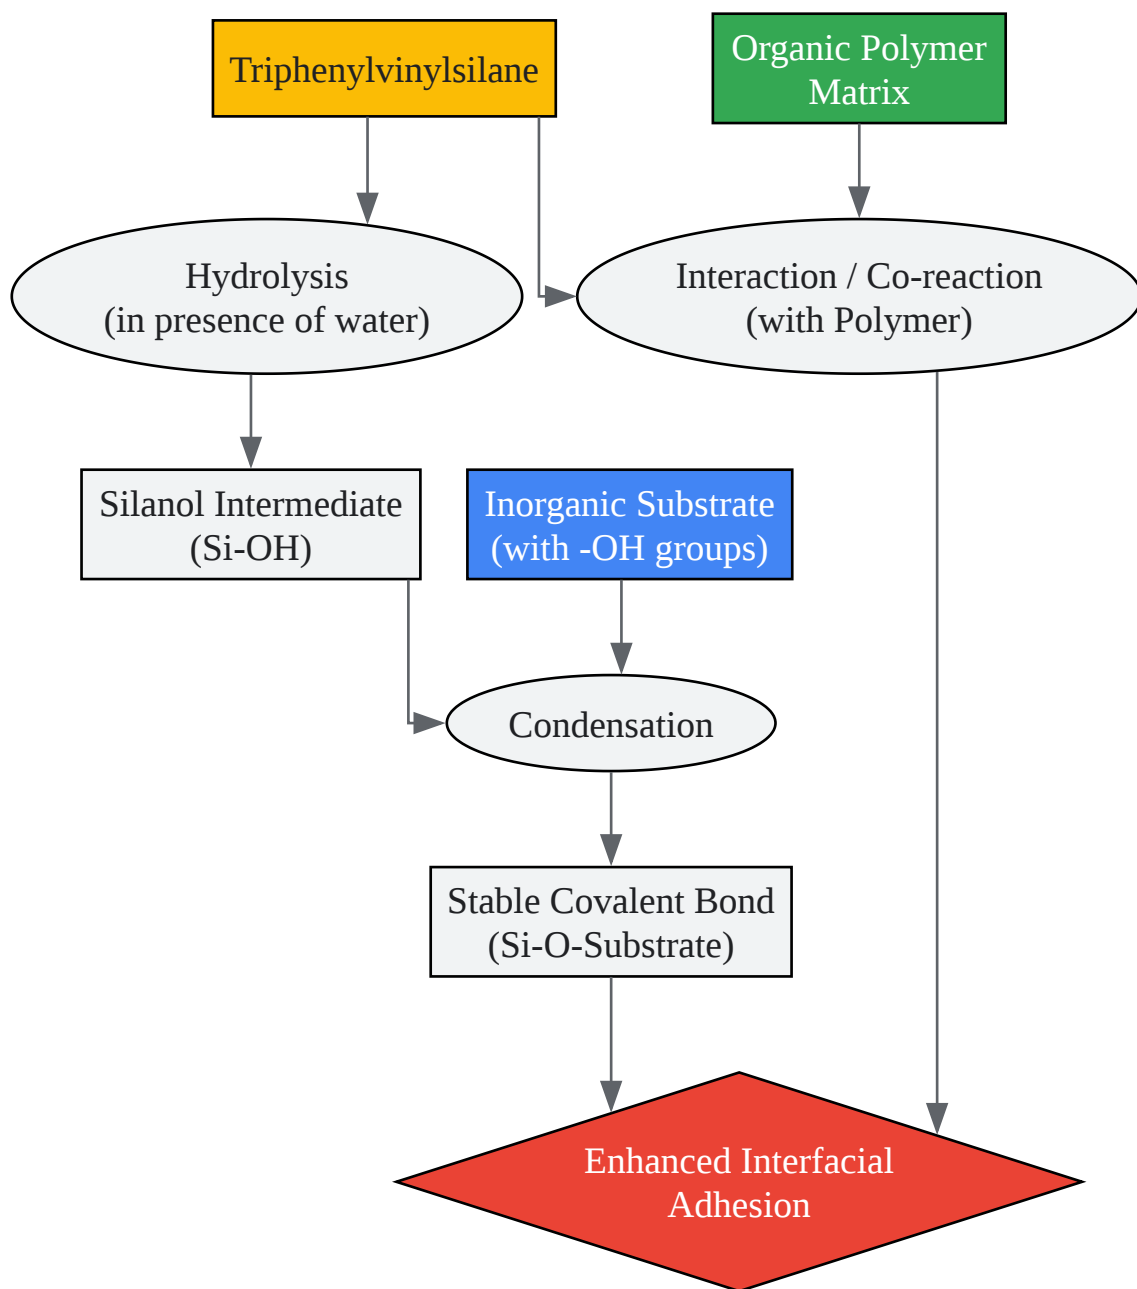 Triphenylvinylsilane
Organic Polymer
Matrix
Hydrolysis
(in presence of water)
Interaction / Co-reaction
(with Polymer)
Silanol Intermediate
(Si-OH)
Inorganic Substrate
(with -OH groups)
Condensation
Stable Covalent Bond
(Si-O-Substrate)
Enhanced Interfacial
Adhesion